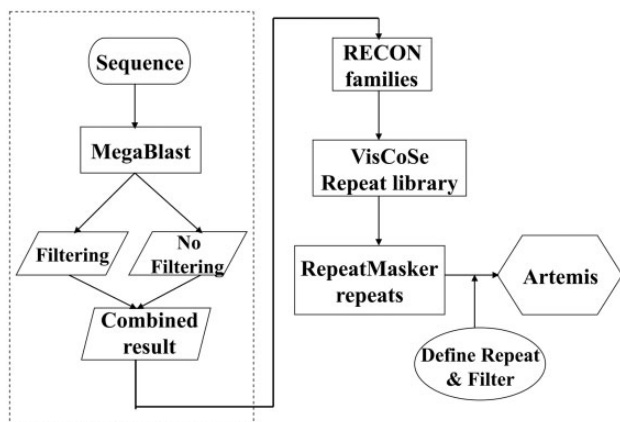 Sequence
MegaBlast
Filtering
No
Filtering
Combined
result
RECON
families
VisCoSe
Repeat library
RepeatMasker
repeats
Artemis
Define Repeat
& Filter